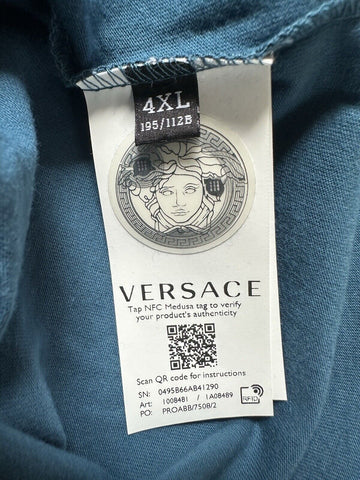 4XL
195/112B
VERSACE
Tap NFC Medusa tag to verify
your product's authenticity
Scan QR code for instructions
SN: 0495B66AB41290
Art: 1008481 / 1A08489
PO: PROABB/750B/2
RFID